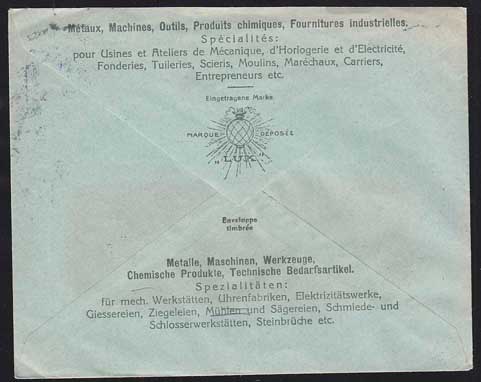 Métaux, Machines, Outils, Produits chimiques, Fournitures industrielles.
Spécialités:
pour Usines et Ateliers de Mécanique, d'Horlogerie et d'Electricité,
Fonderies, Tuileries, Scieris, Moulins, Maréchaux, Carriers,
Entrepreneurs etc.
Eingetragene Marke
MARQUE DÉPOSÉE
„LUX"
Enveloppe
timbrée
Metalle, Maschinen, Werkzeuge,
Chemische Produkte, Technische Bedarfsartikel.
Spezialitäten:
für mech. Werkstätten, Uhrenfabriken, Elektrizitätswerke,
Giessereien, Ziegeleien, Mühlen und Sägereien, Schmiede- und
Schlosserwerkstätten, Steinbrüche etc.